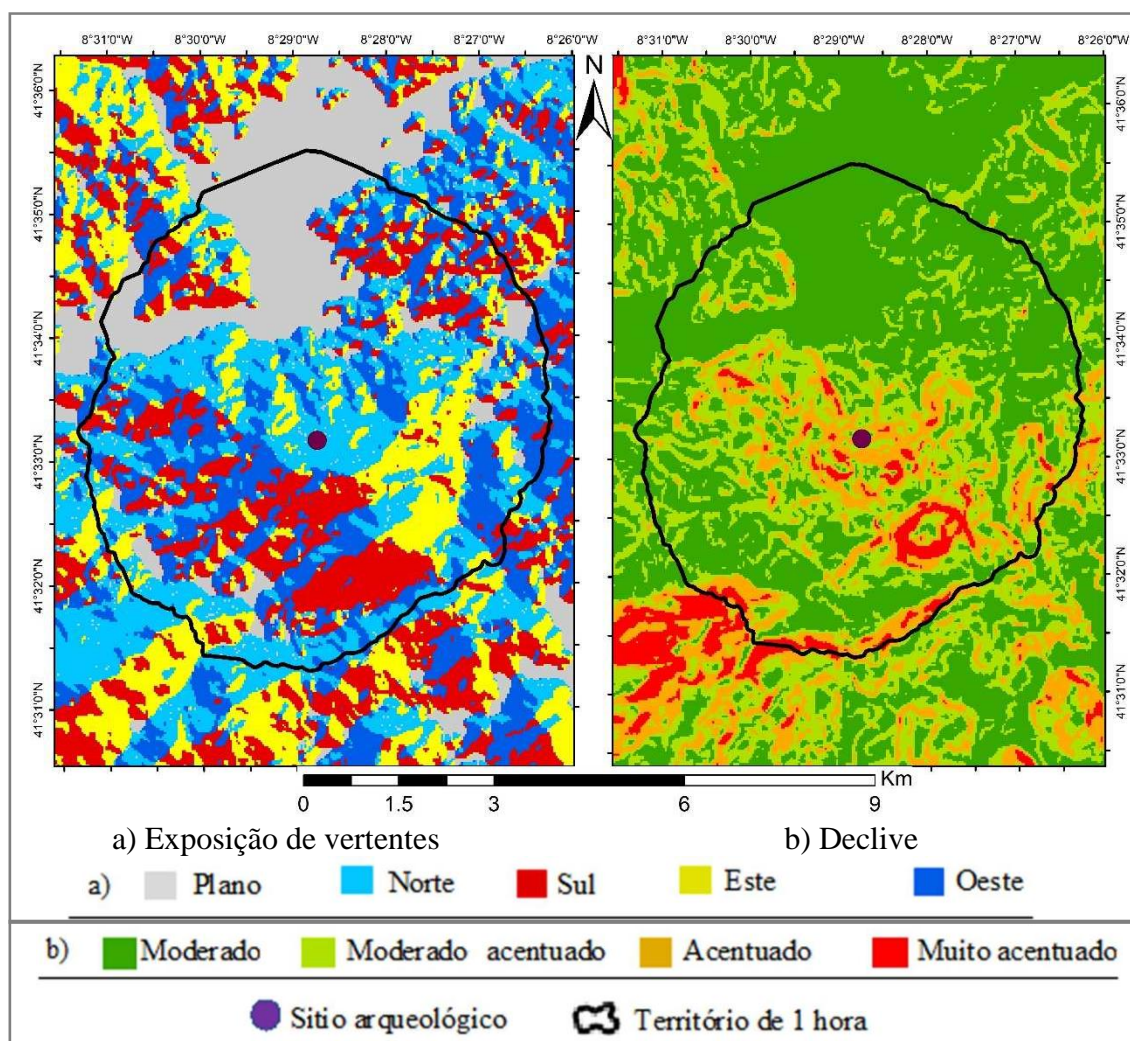 8°31'0"W 8°30'0"W 8°29'0"W 8°28'0"W 8°27'0"W 8°26'0"W 8°31'0"W 8°30'0"W 8°29'0"W 8°28'0"W 8°27'0"W 8°26'0"W
N
41°36'0"N 41°36'0"N
41°35'0"N 41°35'0"N
41°34'0"N 41°34'0"N
41°33'0"N 41°33'0"N
41°32'0"N 41°32'0"N
41°31'0"N 41°31'0"N
Km
0 1.5 3 6 9
a) Exposição de vertentes b) Declive
a) Plano Norte Sul Este Oeste
b) Moderado Moderado acentuado Acentuado Muito acentuado
Sitio arqueológico Território de 1 hora